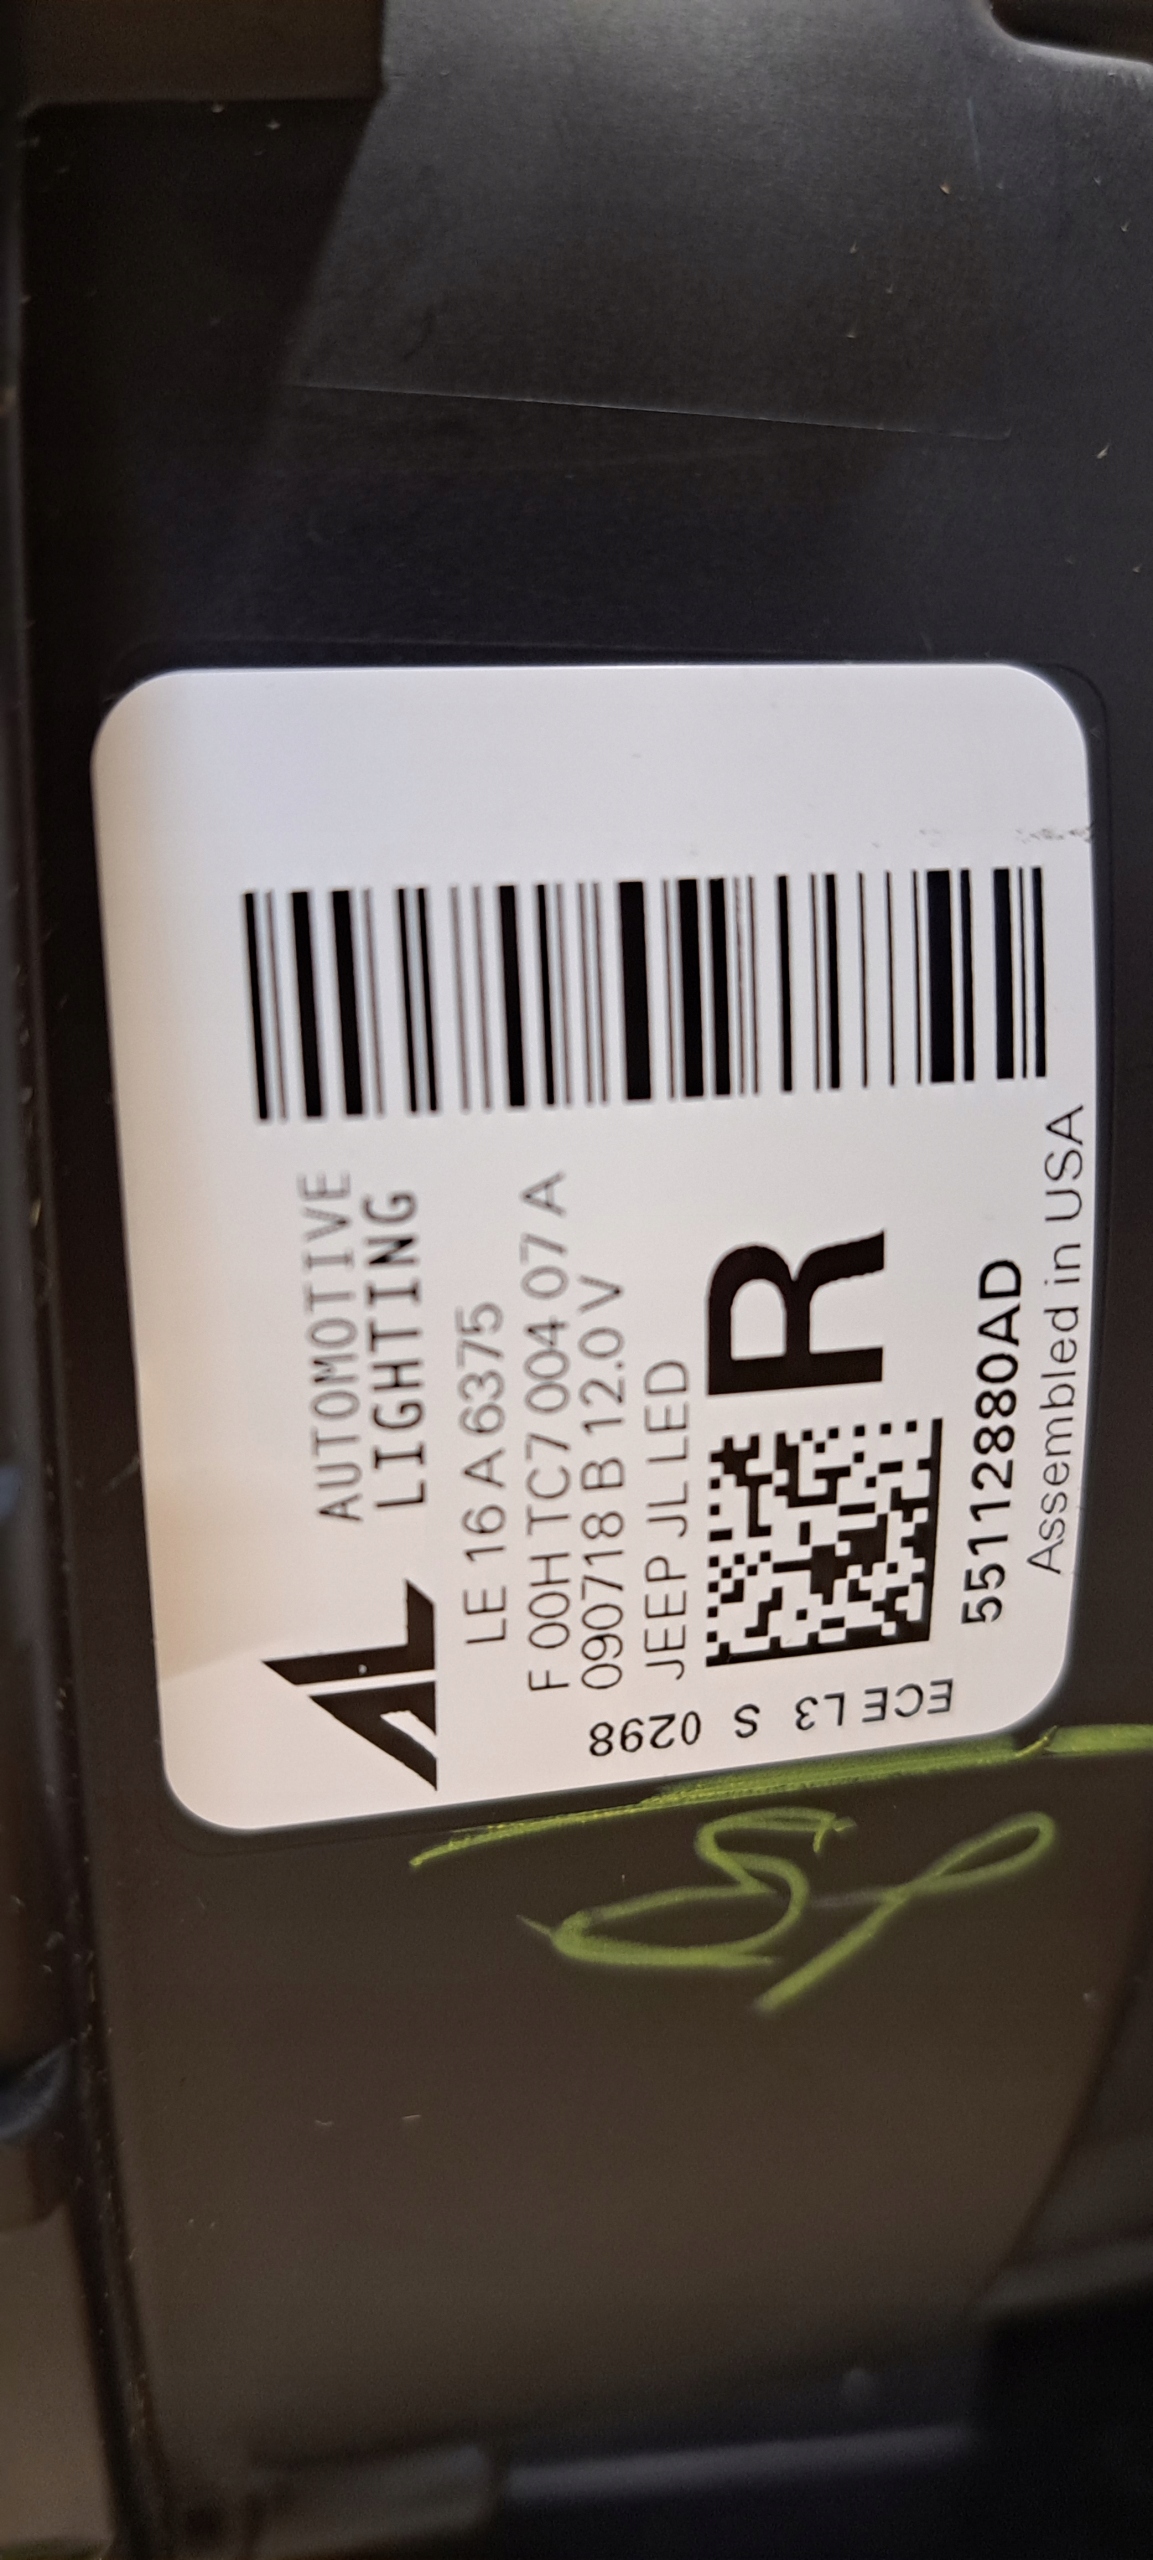 AL AUTOMOTIVE
LIGHTING
LE 16 A 6375
F 00H TC7 004 07 A
090718 B 12.0 V
JEEP JL LED
R
55112880AD
Assembled in USA
ECE L3 S 0298